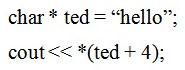 char * ted = “hello”;
cout << *(ted + 4);